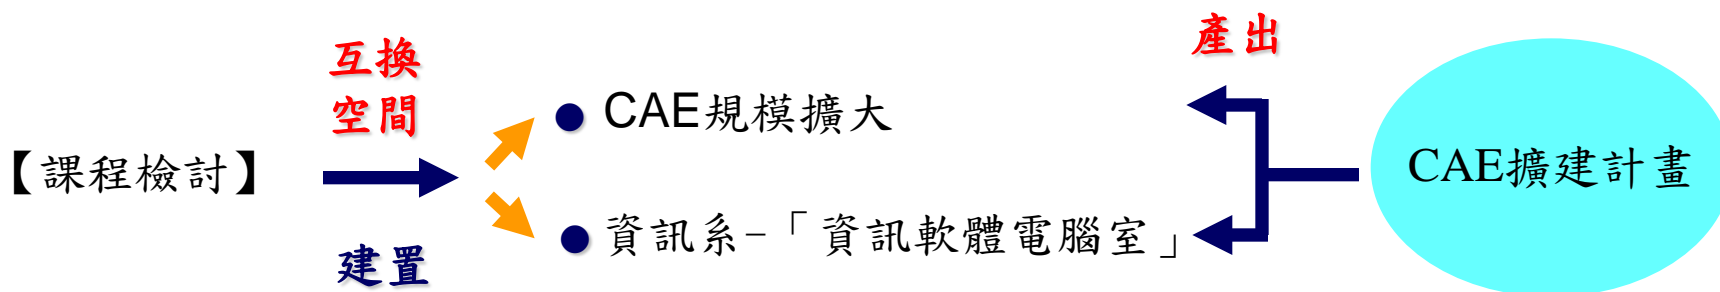 【課程檢討】
互換
空間
建置
● CAE規模擴大
● 資訊系-「資訊軟體電腦室」
產出
CAE擴建計畫